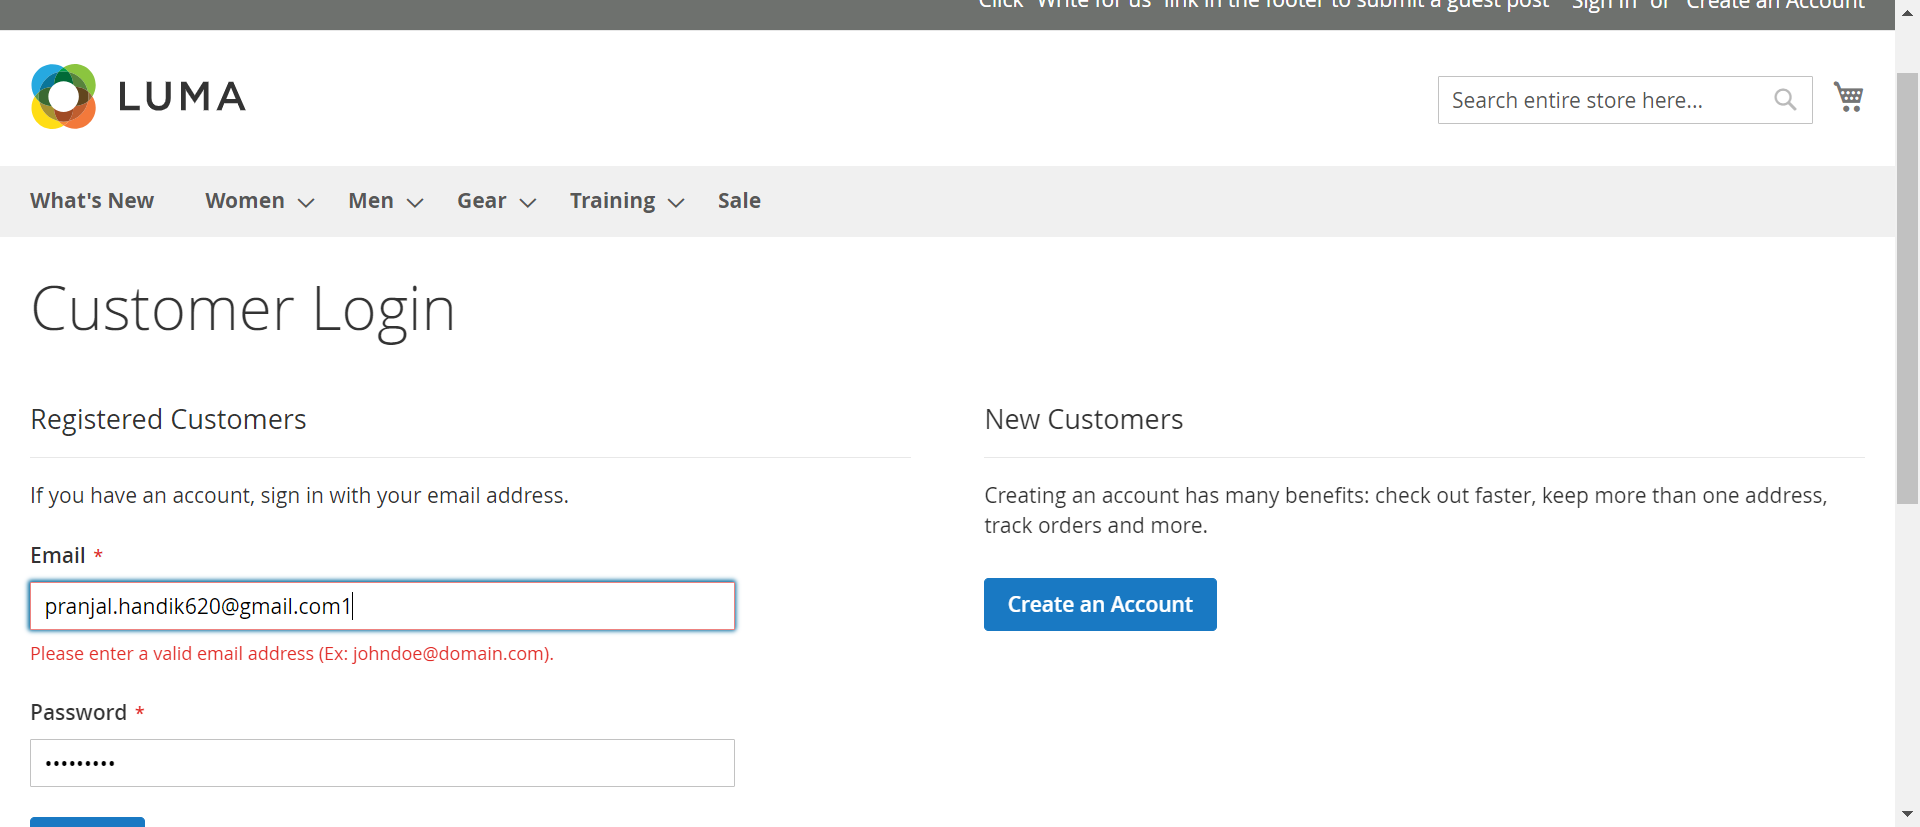 Click "Write for us" link in the footer to submit a guest post Sign In or Create an Account
LUMA
Search entire store here...
What's New Women Men Gear Training Sale
Customer Login
Registered Customers
If you have an account, sign in with your email address.
Email *
pranjal.handik620@gmail.com1
Please enter a valid email address (Ex: johndoe@domain.com).
Password *
•••••••••
New Customers
Creating an account has many benefits: check out faster, keep more than one address,
track orders and more.
Create an Account